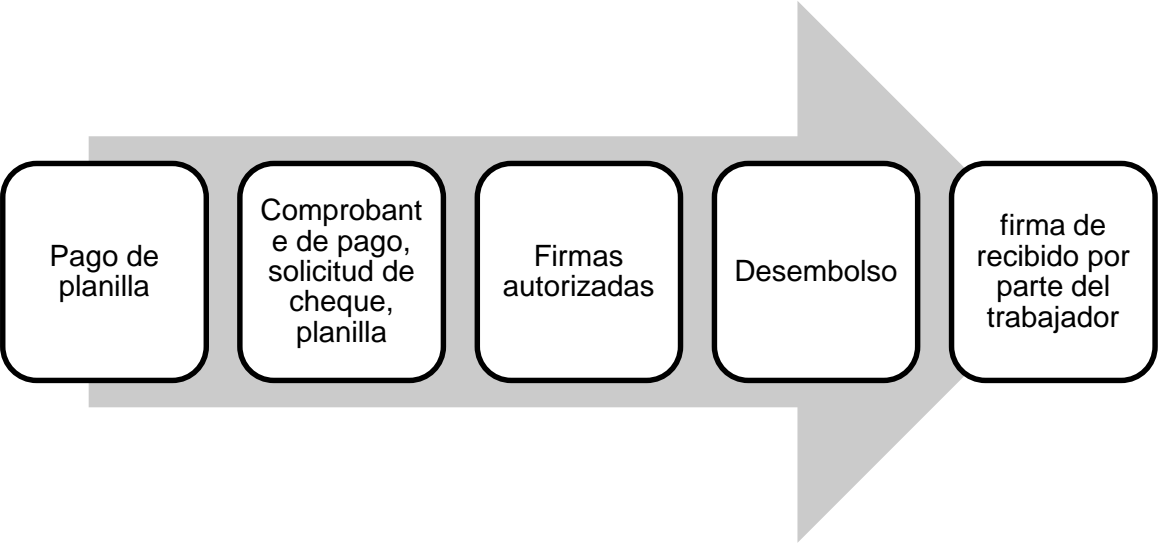 Pago de
planilla
Comprobant
e de pago,
solicitud de
cheque,
planilla
Firmas
autorizadas
Desembolso
firma de
recibido por
parte del
trabajador